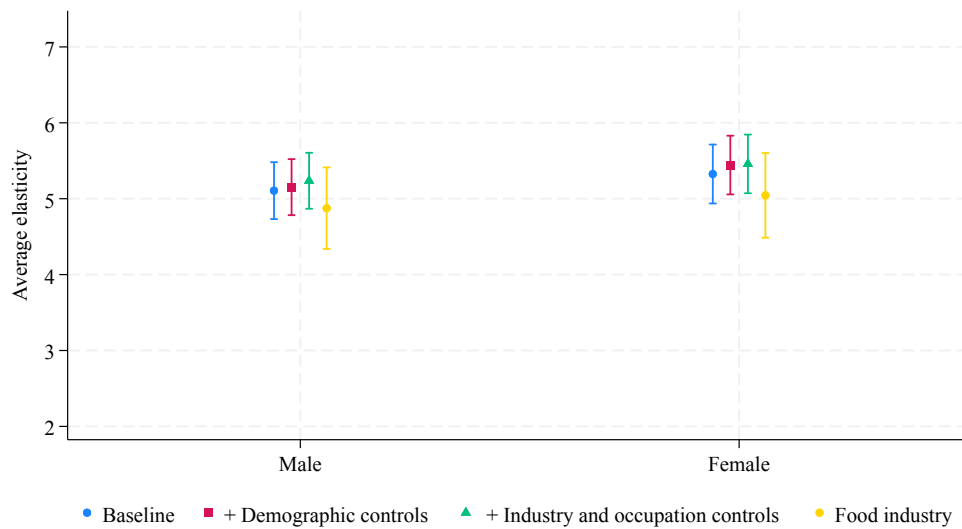 Average elasticity
7
6
5
4
3
2
Male Female
Baseline + Demographic controls + Industry and occupation controls Food industry